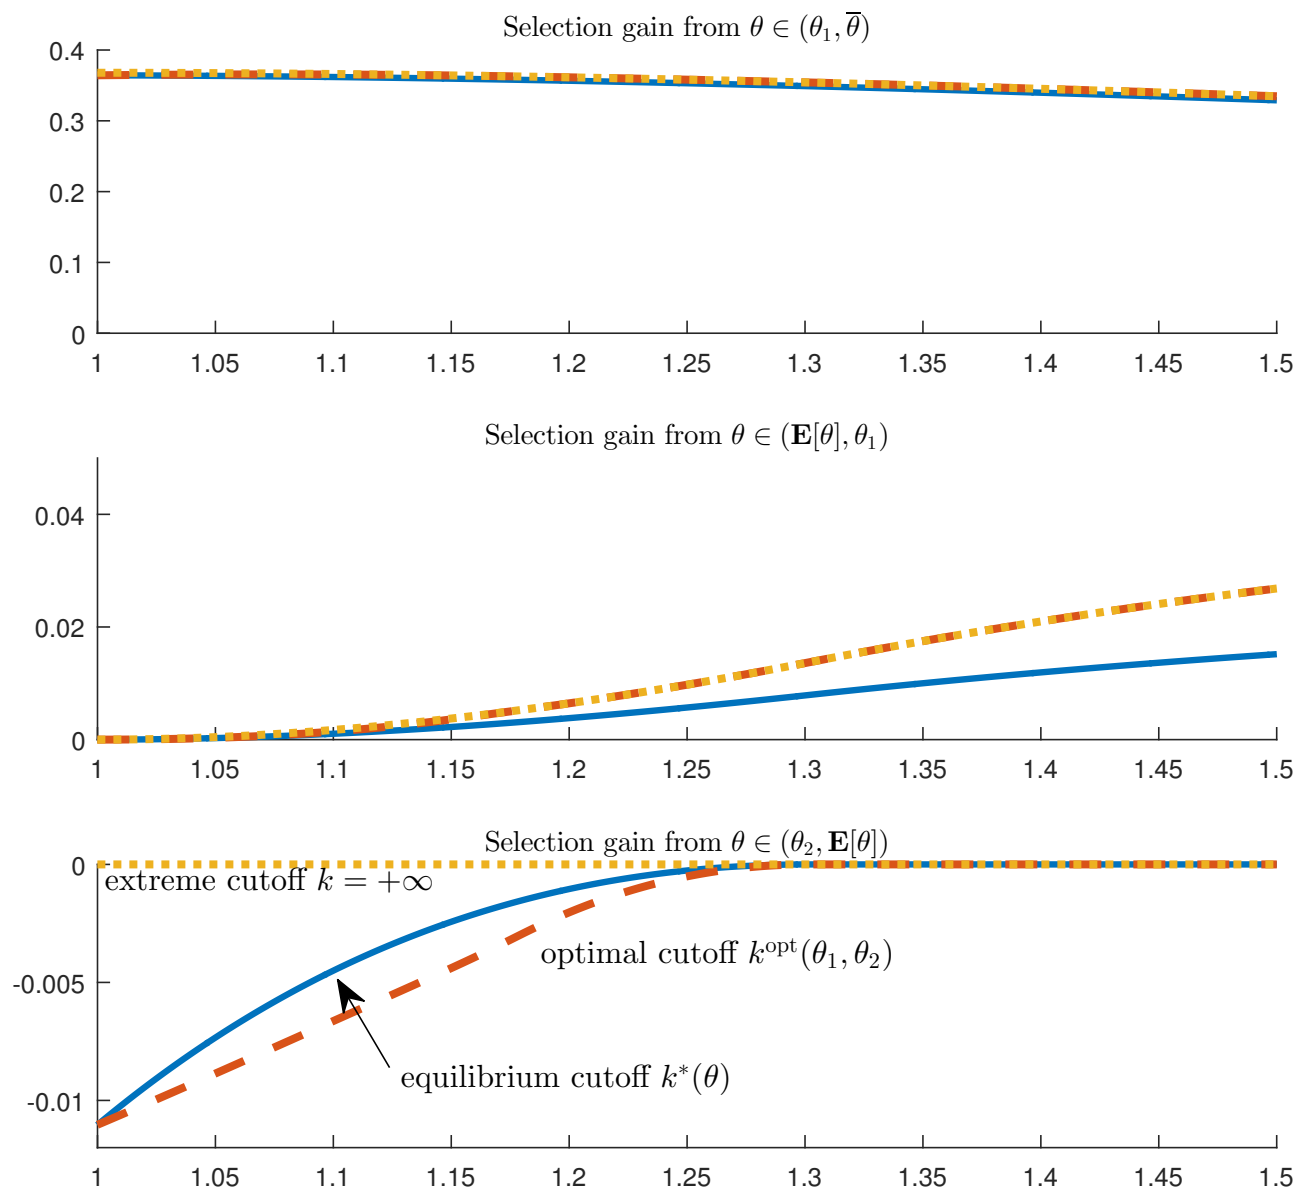 Selection gain from θ ∈ (θ₁, θ̅)
0.4
0.3
0.2
0.1
0
1 1.05 1.1 1.15 1.2 1.25 1.3 1.35 1.4 1.45 1.5
Selection gain from θ ∈ (𝐄[θ], θ₁)
0.04
0.02
0
1 1.05 1.1 1.15 1.2 1.25 1.3 1.35 1.4 1.45 1.5
Selection gain from θ ∈ (θ₂, 𝐄[θ])
0
extreme cutoff k = +∞
optimal cutoff k^opt(θ₁, θ₂)
-0.005
equilibrium cutoff k*(θ)
-0.01
1 1.05 1.1 1.15 1.2 1.25 1.3 1.35 1.4 1.45 1.5